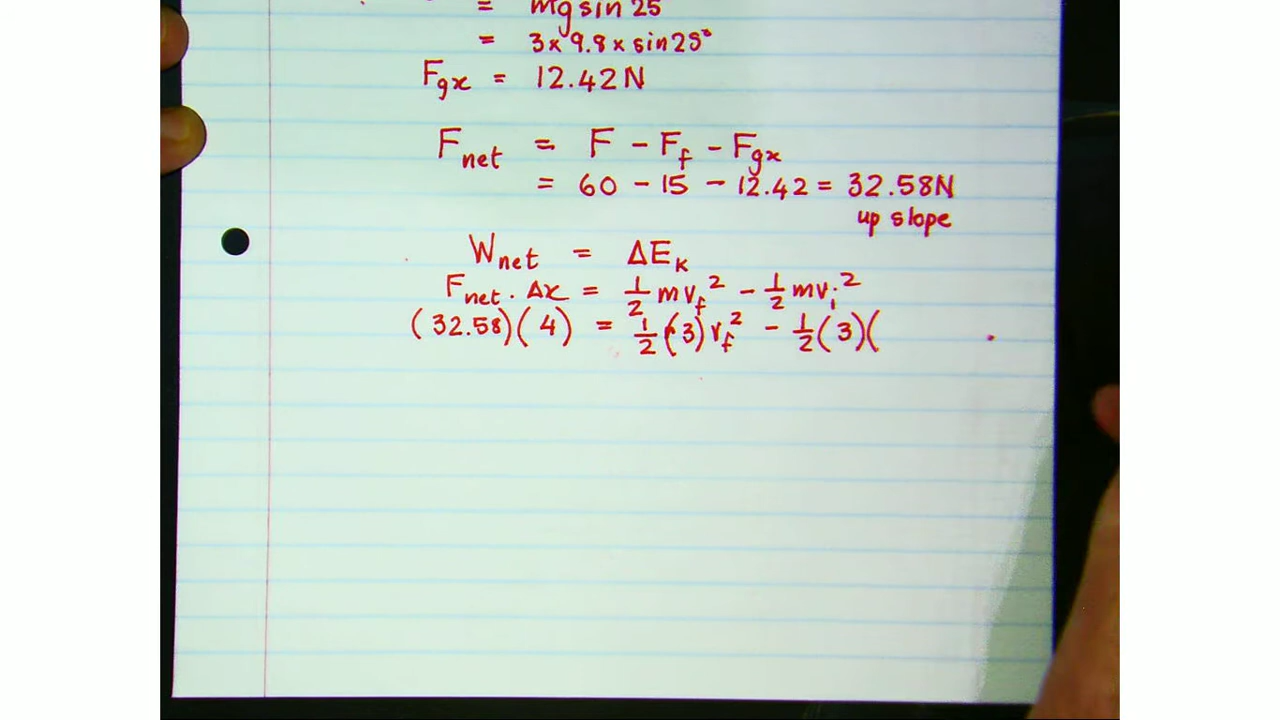 = mg sin 25
= 3 x 9.8 x sin 25°
Fgx = 12.42 N
Fnet = F - Ff - Fgx
= 60 - 15 - 12.42 = 32.58N
up slope
Wnet = ΔEK
Fnet . Δx = 1/2 mvf² - 1/2 mvi²
(32.58)(4) = 1/2 (3) vf² - 1/2 (3)(